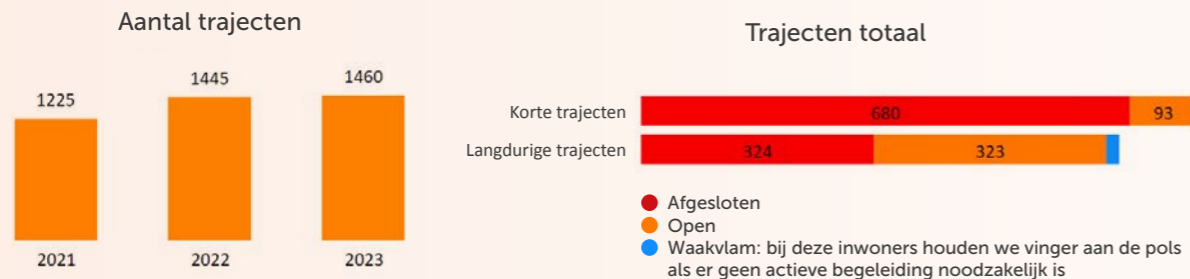 Aantal trajecten
1225
1445
1460
2021
2022
2023
Trajecten totaal
Korte trajecten
680
93
Langdurige trajecten
324
323
Afgesloten
Open
Waakvlam: bij deze inwoners houden we vinger aan de pols
als er geen actieve begeleiding noodzakelijk is